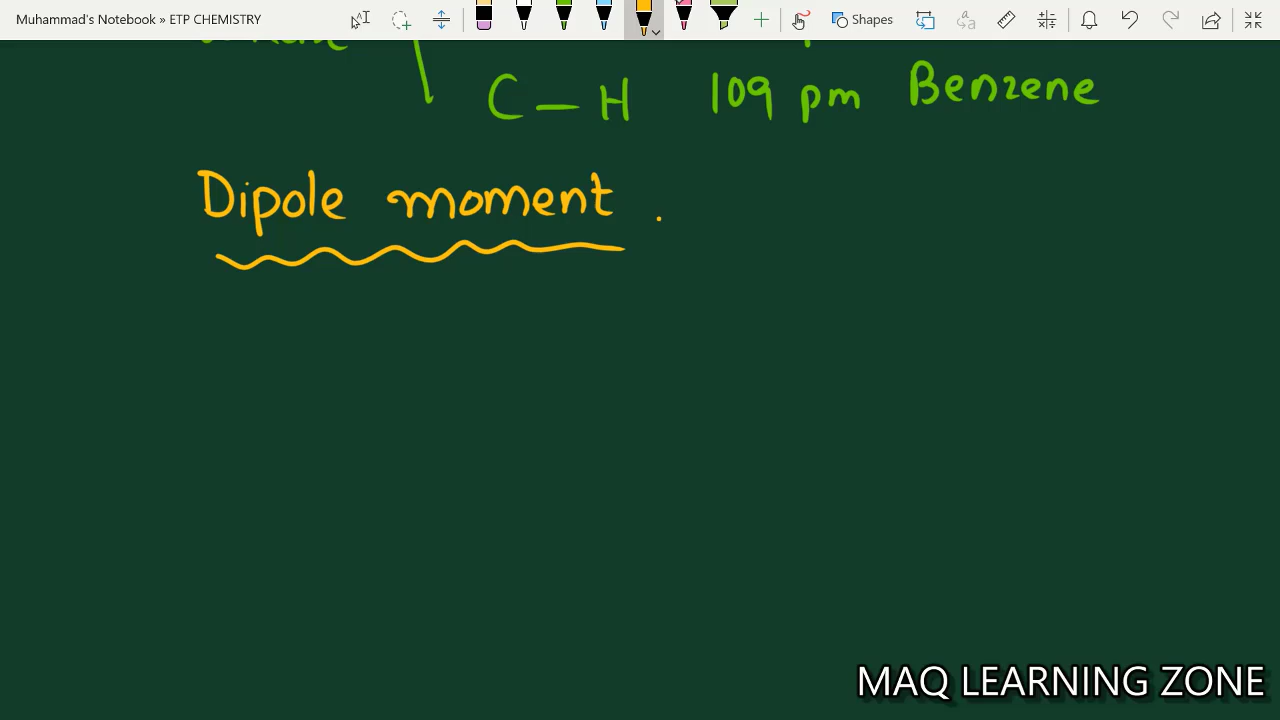 Muhammad's Notebook » ETP CHEMISTRY
Shapes
C — H 109 pm Benzene
Dipole moment .
MAQ LEARNING ZONE